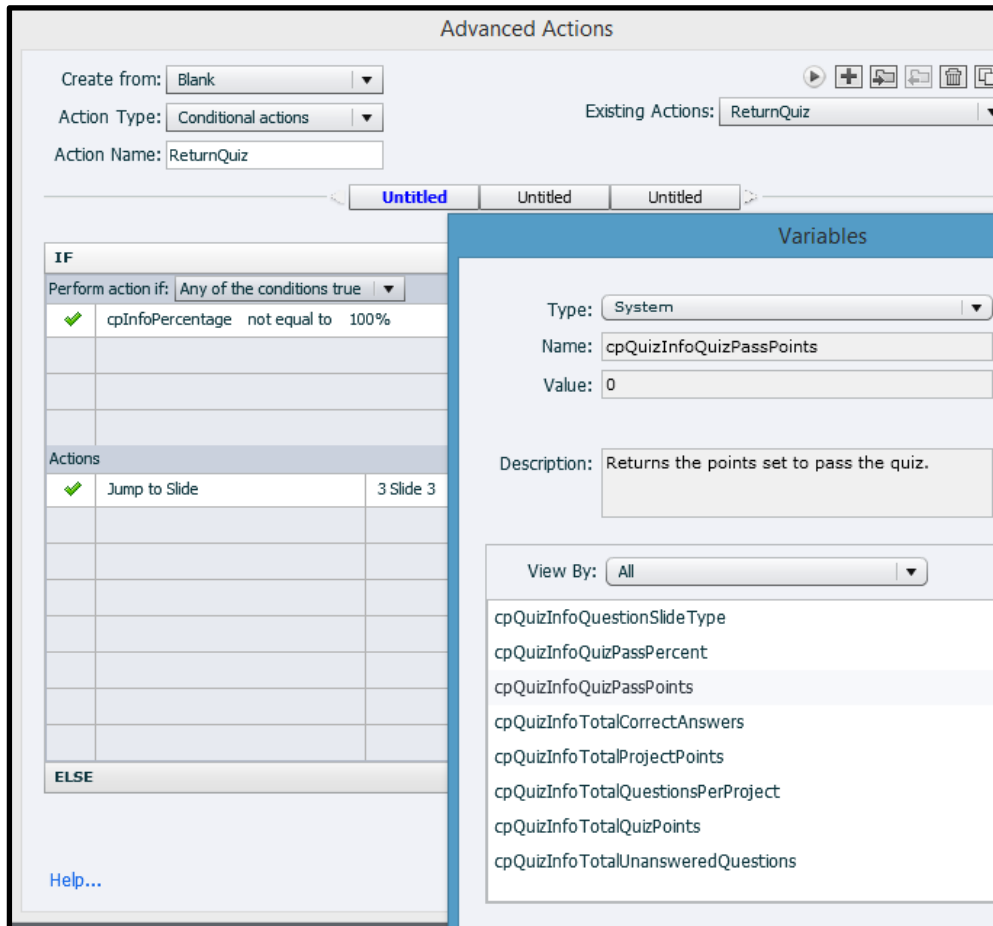 Advanced Actions
Create from: Blank
Action Type: Conditional actions
Existing Actions: ReturnQuiz
Action Name: ReturnQuiz
Untitled Untitled Untitled
IF
Perform action if: Any of the conditions true
cpInfoPercentage not equal to 100%
Actions
Jump to Slide 3 Slide 3
ELSE
Help...
Variables
Type: System
Name: cpQuizInfoQuizPassPoints
Value: 0
Description: Returns the points set to pass the quiz.
View By: All
cpQuizInfoQuestionSlideType
cpQuizInfoQuizPassPercent
cpQuizInfoQuizPassPoints
cpQuizInfoTotalCorrectAnswers
cpQuizInfoTotalProjectPoints
cpQuizInfoTotalQuestionsPerProject
cpQuizInfoTotalQuizPoints
cpQuizInfoTotalUnansweredQuestions